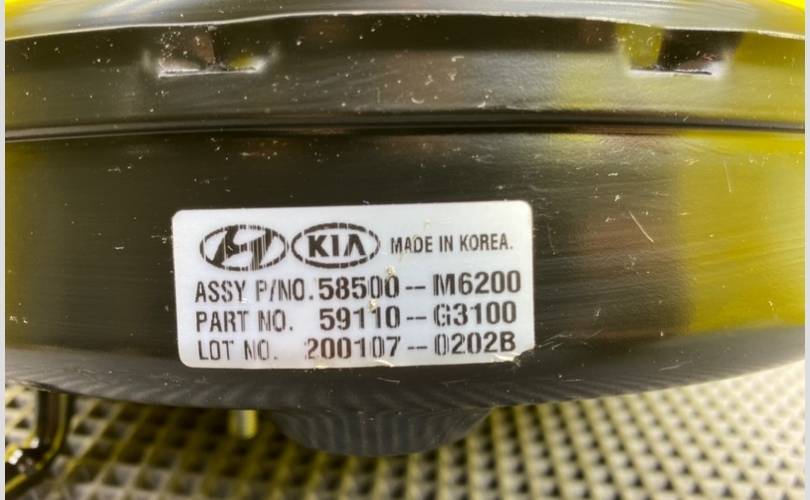 KIA MADE IN KOREA.
ASSY P/NO. 58500--M6200
PART NO. 59110--G3100
LOT NO. 200107--0202B